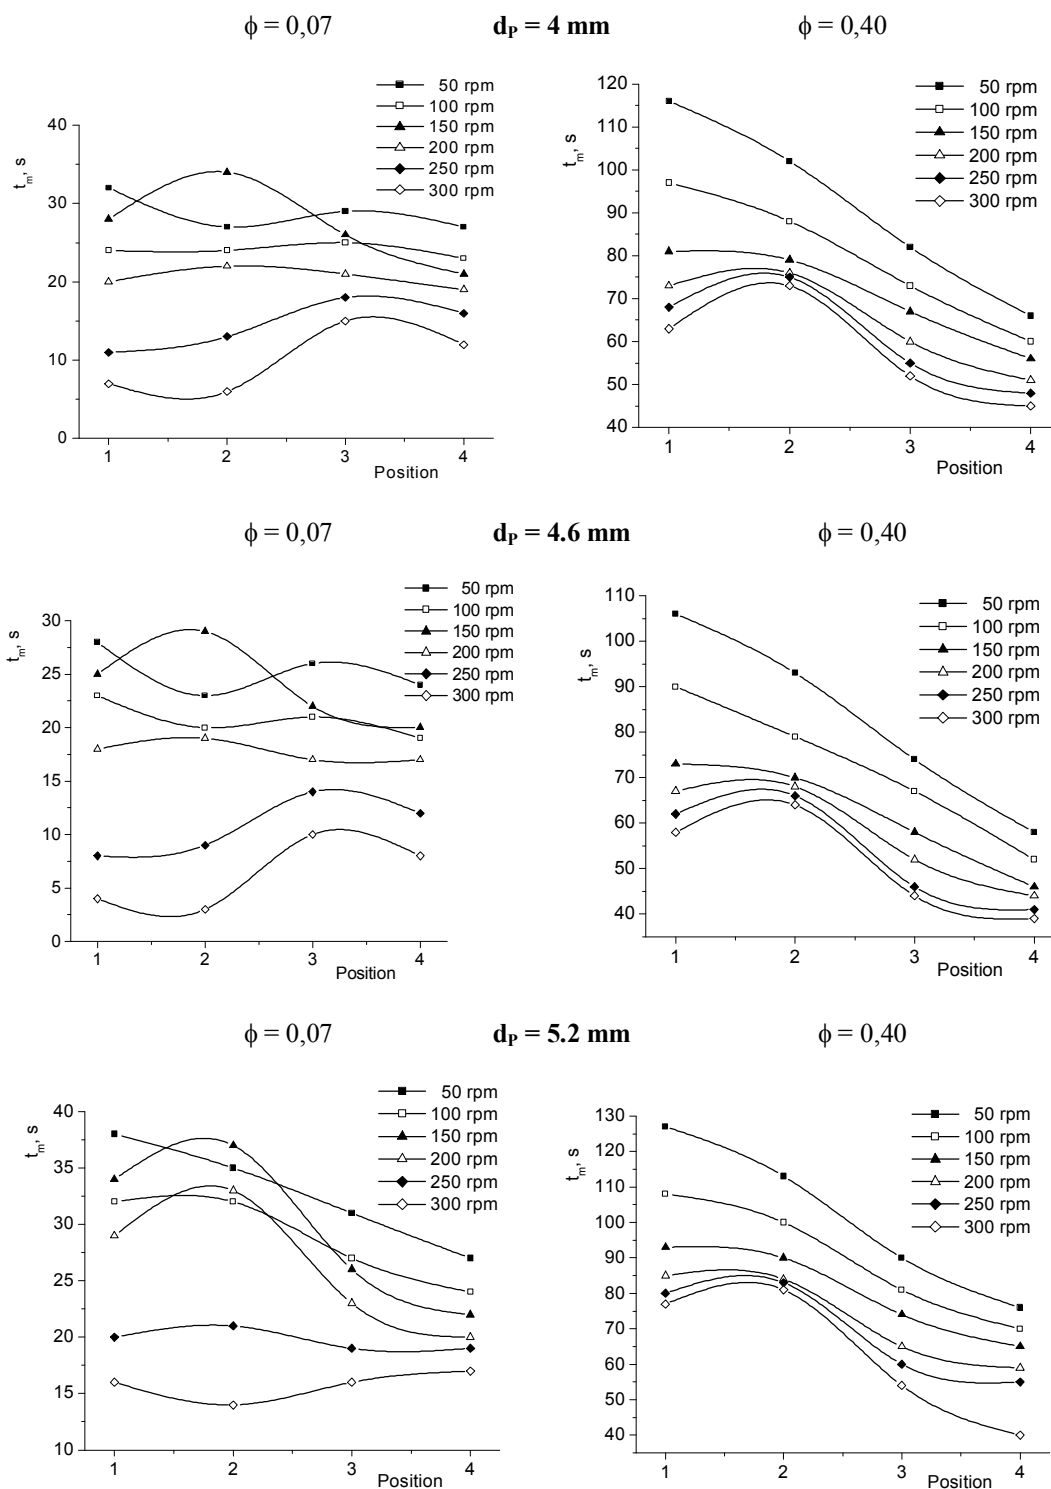 ϕ = 0,07 dP = 4 mm ϕ = 0,40
50 rpm
100 rpm
150 rpm
200 rpm
250 rpm
300 rpm
40
30
20
10
0
tm, s
1 2 3 4
Position
50 rpm
100 rpm
150 rpm
200 rpm
250 rpm
300 rpm
120
110
100
90
80
70
60
50
40
tm, s
1 2 3 4
Position
ϕ = 0,07 dP = 4.6 mm ϕ = 0,40
50 rpm
100 rpm
150 rpm
200 rpm
250 rpm
300 rpm
30
25
20
15
10
5
0
tm, s
1 2 3 4
Position
50 rpm
100 rpm
150 rpm
200 rpm
250 rpm
300 rpm
110
100
90
80
70
60
50
40
tm, s
1 2 3 4
Position
ϕ = 0,07 dP = 5.2 mm ϕ = 0,40
50 rpm
100 rpm
150 rpm
200 rpm
250 rpm
300 rpm
40
35
30
25
20
15
10
tm, s
1 2 3 4
Position
50 rpm
100 rpm
150 rpm
200 rpm
250 rpm
300 rpm
130
120
110
100
90
80
70
60
50
40
tm, s
1 2 3 4
Position